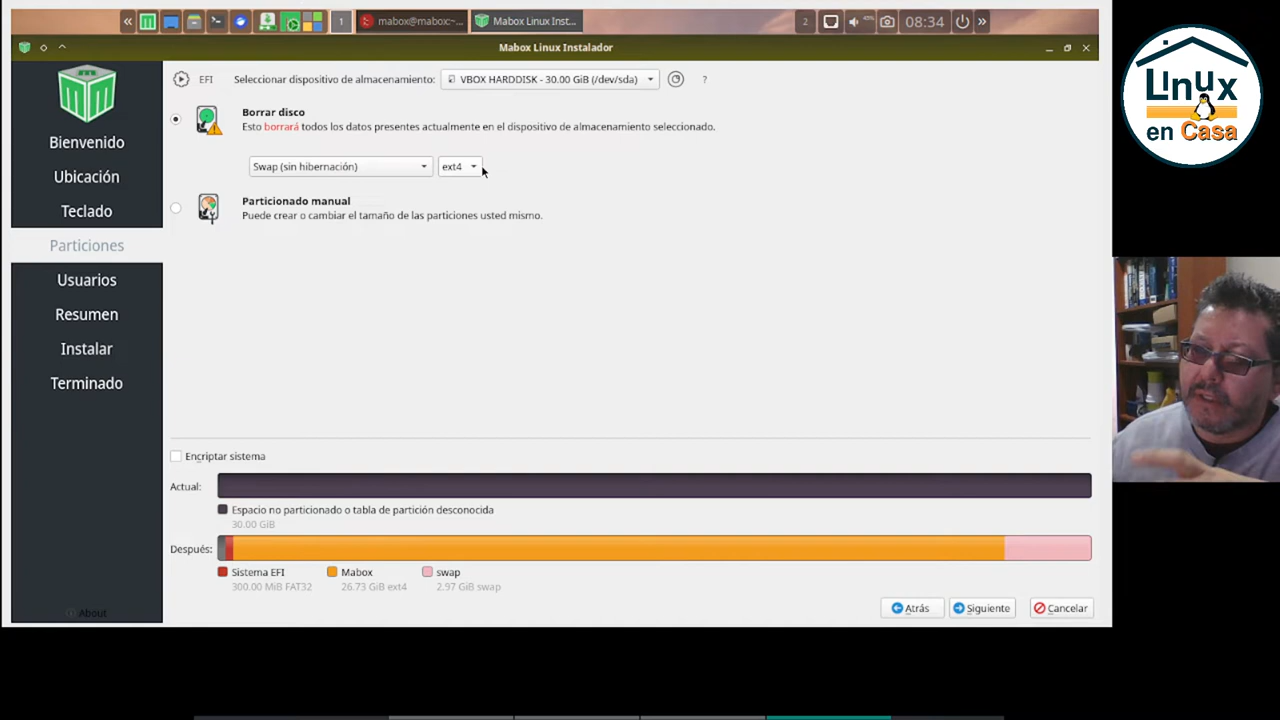 «
1
mabox@mabox:~...
Mabox Linux Inst...
2
08:34
»
Mabox Linux Instalador
Bienvenido
Ubicación
Teclado
Particiones
Usuarios
Resumen
Instalar
Terminado
About
EFI
Seleccionar dispositivo de almacenamiento:
VBOX HARDDISK - 30.00 GiB (/dev/sda)
?
Borrar disco
Esto borrará todos los datos presentes actualmente en el dispositivo de almacenamiento seleccionado.
Swap (sin hibernación)
ext4
Particionado manual
Puede crear o cambiar el tamaño de las particiones usted mismo.
Encriptar sistema
Actual:
Espacio no particionado o tabla de partición desconocida
30.00 GiB
Después:
Sistema EFI
300.00 MiB FAT32
Mabox
26.73 GiB ext4
swap
2.97 GiB swap
Atrás
Siguiente
Cancelar
Linux
en Casa